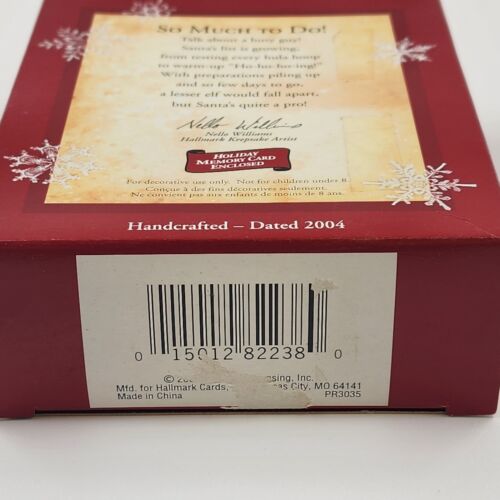 So Much to Do!
Talk about a busy guy!
Santa's list is growing,
from testing every hula hoop
to warm-up "Ho-ho-ho-ing!"
With preparations piling up
and so few days to go,
a lesser elf would fall apart,
but Santa's quite a pro!
Nello Williams
Nello Williams
Hallmark Keepsake Artist
Holiday
Memory Card
Enclosed
For decorative use only. Not for children under 8.
Conçue à des fins décoratives seulement.
Ne convient pas aux enfants de moins de 8 ans.
Handcrafted – Dated 2004
0 15012 82238 0
© Inc.
Mfd. for Hallmark Cards, City, MO 64141
Made in China PR3035